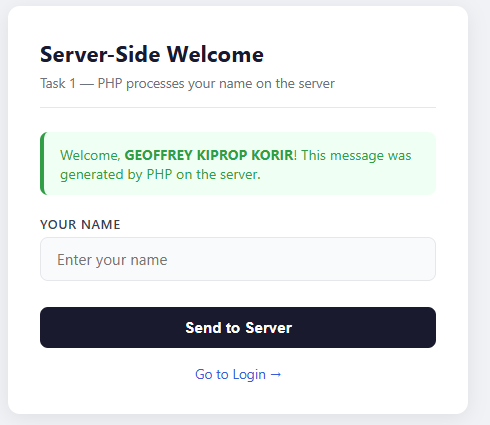 Server-Side Welcome
Task 1 — PHP processes your name on the server
Welcome, GEOFFREY KIPROP KORIR! This message was
generated by PHP on the server.
YOUR NAME
Enter your name
Send to Server
Go to Login →